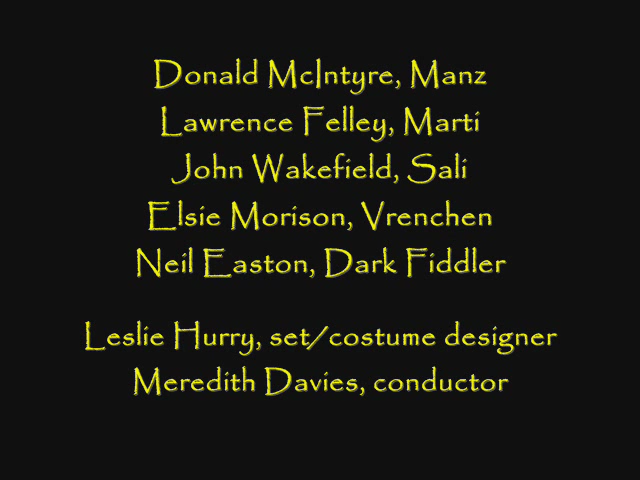 Donald McIntyre, Manz
Lawrence Felley, Marti
John Wakefield, Sali
Elsie Morison, Vrenchen
Neil Easton, Dark Fiddler
Leslie Hurry, set/costume designer
Meredith Davies, conductor